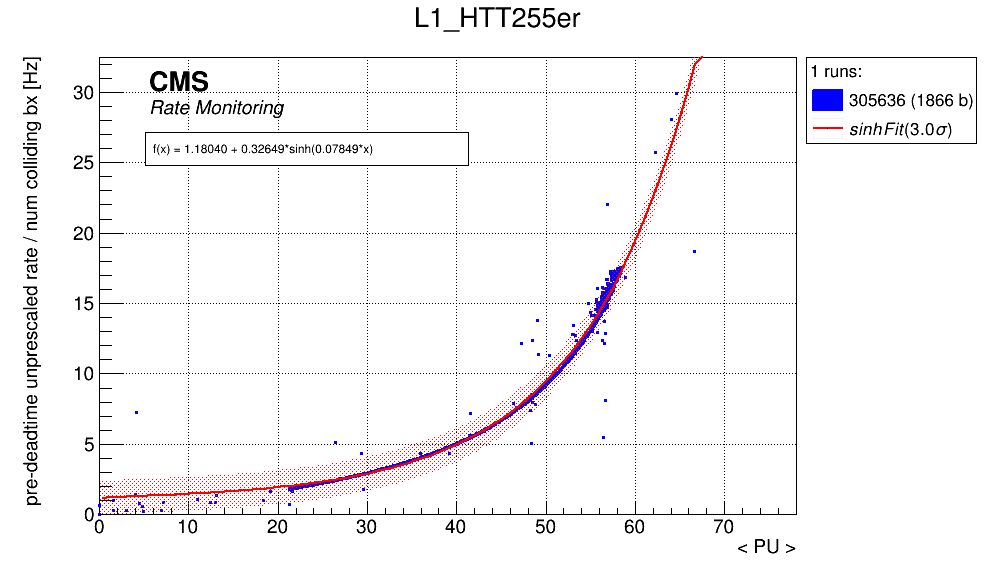 L1_HTT255er
pre-deadtime unprescaled rate / num colliding bx [Hz]
CMS
Rate Monitoring
f(x) = 1.18040 + 0.32649*sinh(0.07849*x)
1 runs:
305636 (1866 b)
sinhFit(3.0σ)
30
25
20
15
10
5
0
0 10 20 30 40 50 60 70
< PU >